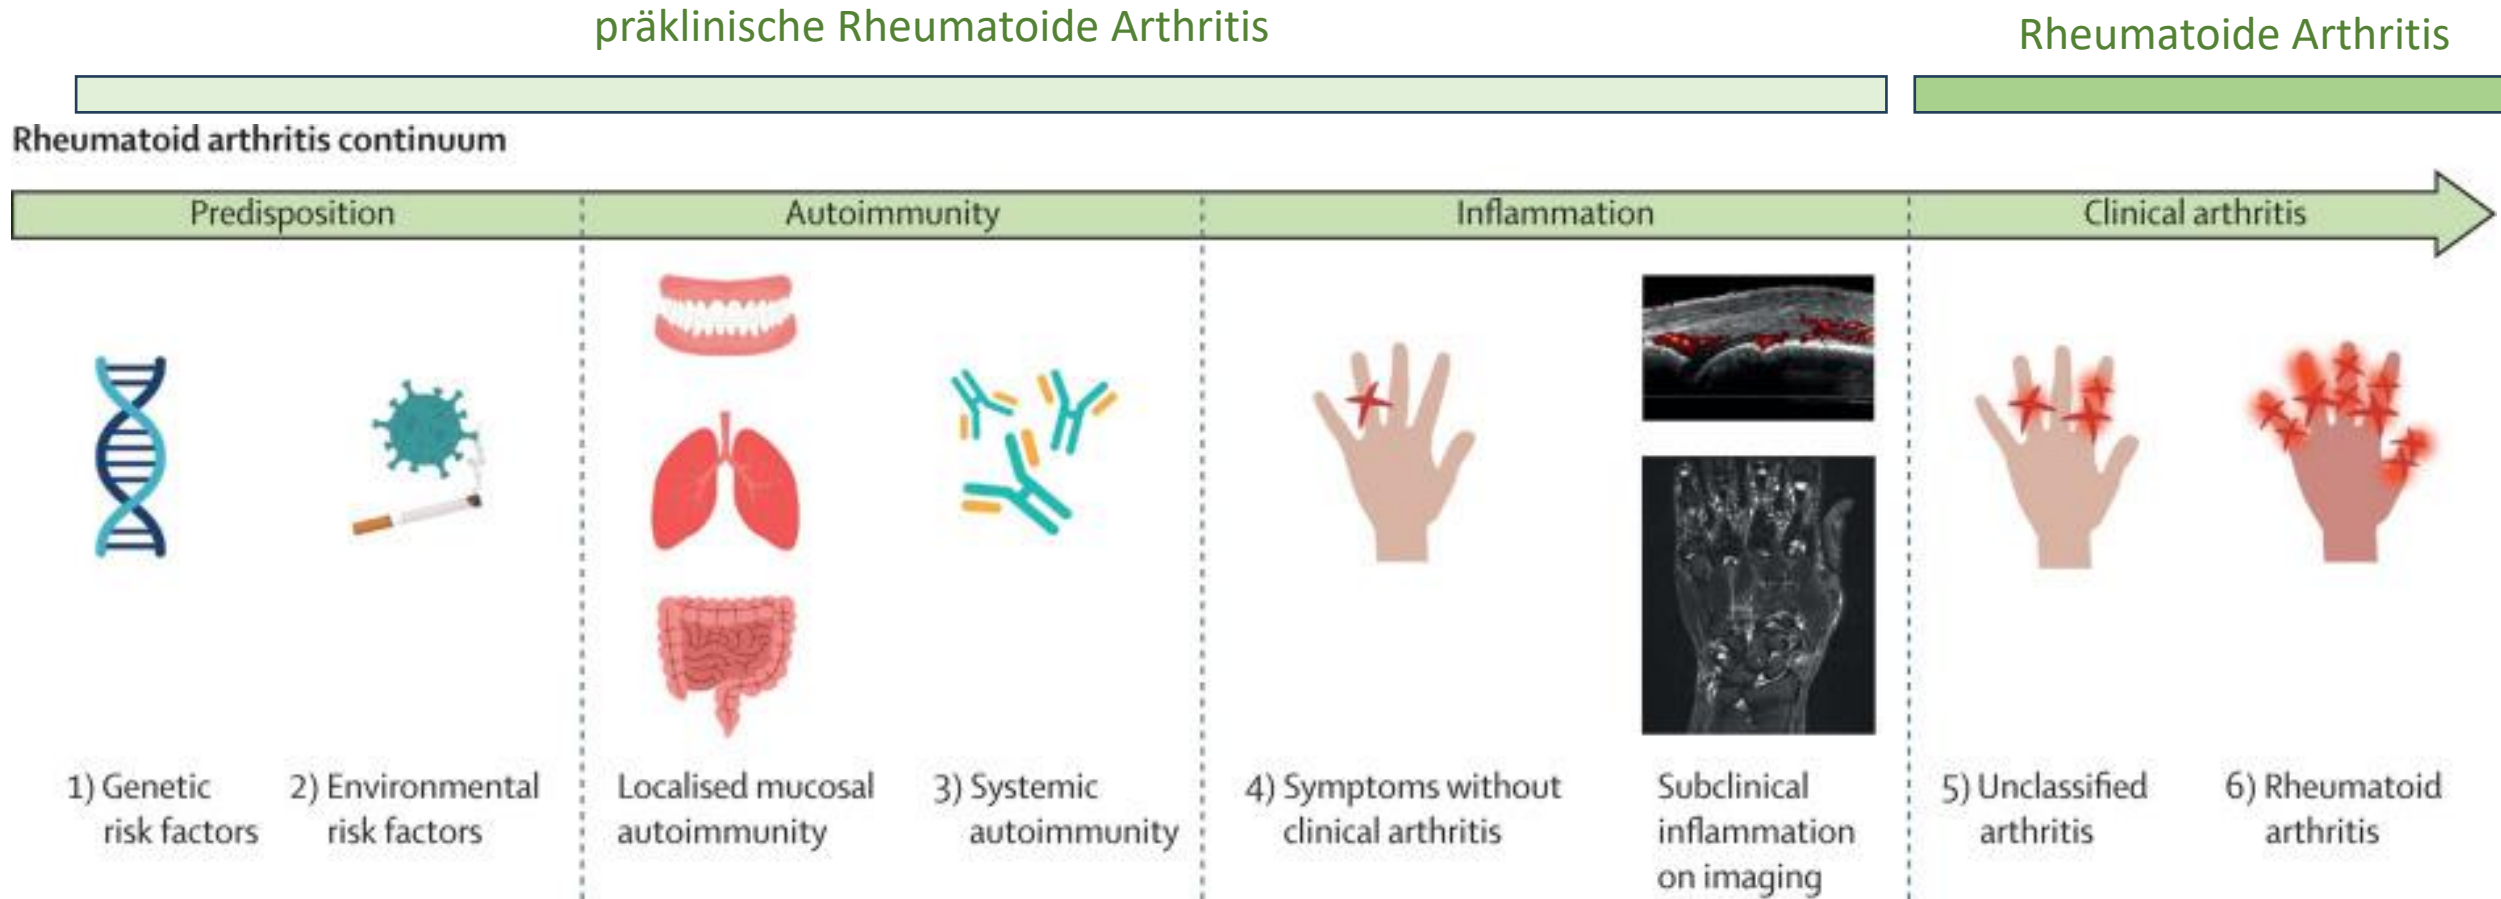 präklinische Rheumatoide Arthritis
Rheumatoide Arthritis
Rheumatoid arthritis continuum
Predisposition
Autoimmunity
Inflammation
Clinical arthritis
1) Genetic
risk factors
2) Environmental
risk factors
Localised mucosal
autoimmunity
3) Systemic
autoimmunity
4) Symptoms without
clinical arthritis
Subclinical
inflammation
on imaging
5) Unclassified
arthritis
6) Rheumatoid
arthritis